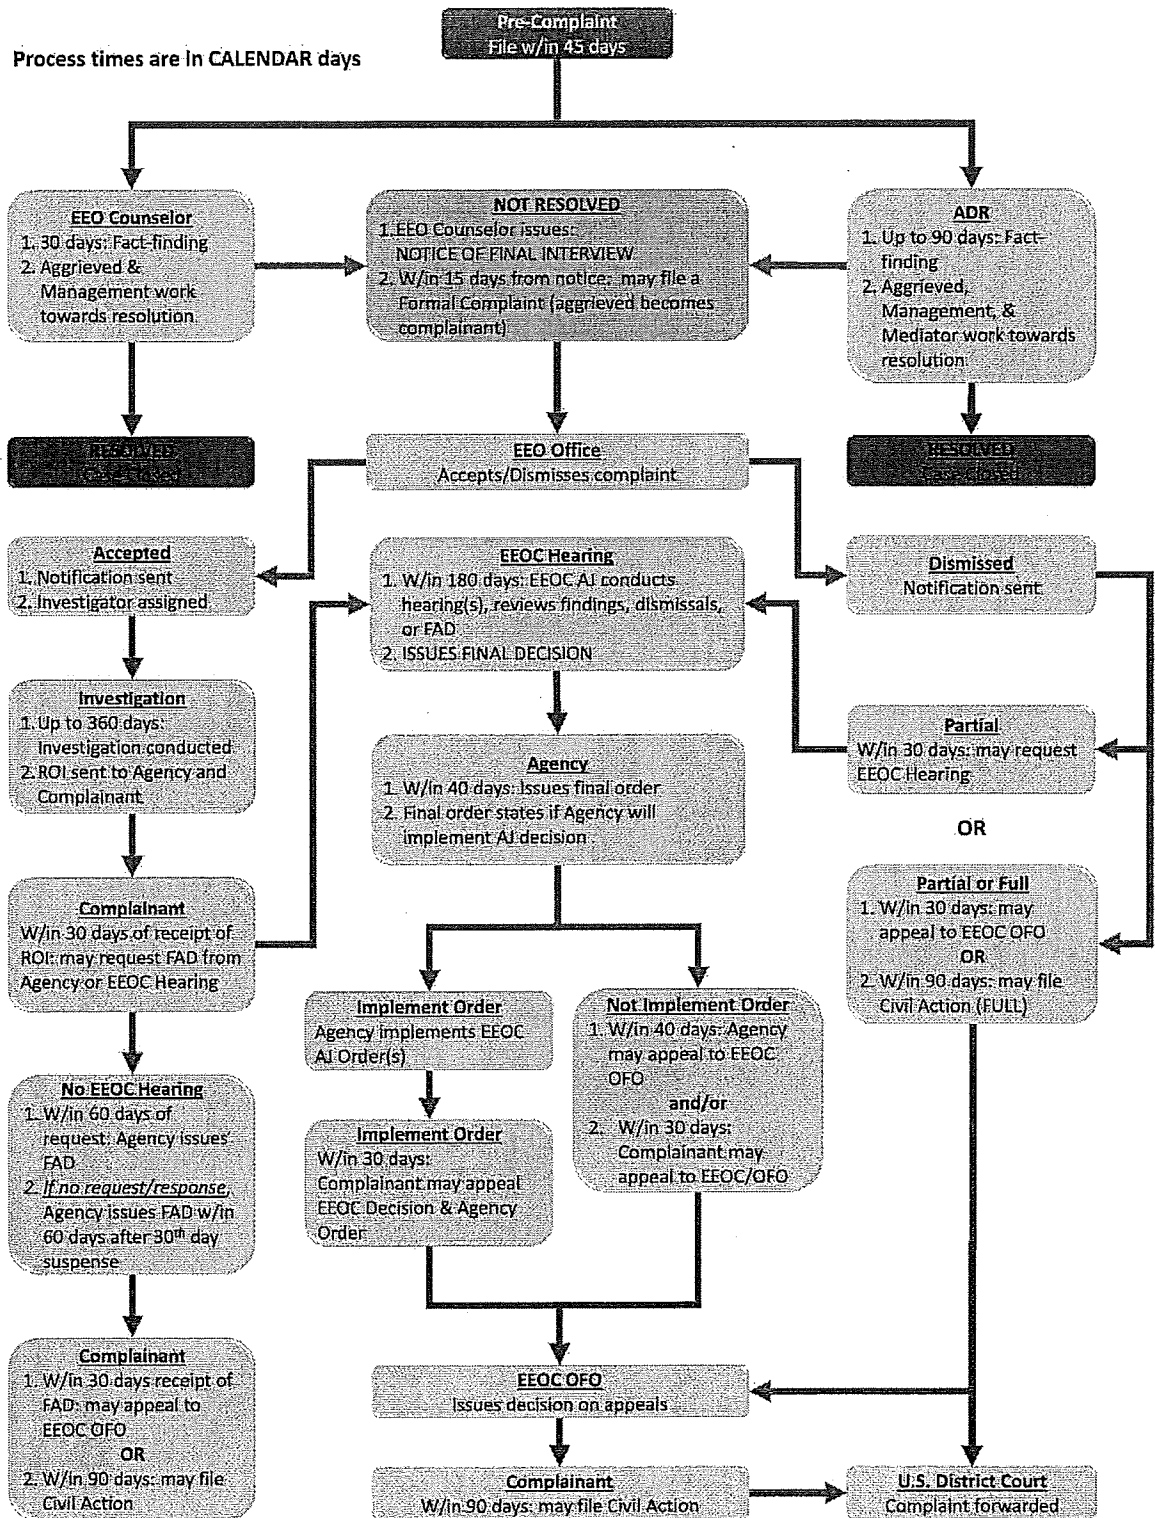 Pre-Complaint
File w/in 45 days
Process times are in CALENDAR days
EEO Counselor
1. 30 days: Fact-finding
2. Aggrieved &
Management work
towards resolution
NOT RESOLVED
1. EEO Counselor issues:
NOTICE OF FINAL INTERVIEW
2. W/in 15 days from notice: may file a
Formal Complaint (aggrieved becomes
complainant)
ADR
1. Up to 90 days: Fact-
finding
2. Aggrieved,
Management, &
Mediator work towards
resolution
RESOLVED
Case Closed
EEO Office
Accepts/Dismisses complaint
RESOLVED
Case Closed
Accepted
1. Notification sent
2. Investigator assigned
EEOC Hearing
1. W/in 180 days: EEOC AJ conducts
hearing(s), reviews findings, dismissals,
or FAD
2. ISSUES FINAL DECISION
Dismissed
Notification sent
Investigation
1. Up to 360 days:
Investigation conducted
2. ROI sent to Agency and
Complainant
Agency
1. W/in 40 days: Issues final order
2. Final order states if Agency will
implement AJ decision
Partial
W/in 30 days: may request
EEOC Hearing
OR
Complainant
W/in 30 days of receipt of
ROI: may request FAD from
Agency or EEOC Hearing
Partial or Full
1. W/in 30 days: may
appeal to EEOC OFO
OR
2. W/in 90 days: may file
Civil Action (FULL)
Implement Order
Agency implements EEOC
AJ Order(s)
Not Implement Order
1. W/in 40 days: Agency
may appeal to EEOC
OFO
and/or
2. W/in 30 days:
Complainant may
appeal to EEOC/OFO
No EEOC Hearing
1. W/in 60 days of
request: Agency issues
FAD
2. If no request/response,
Agency issues FAD w/in
60 days after 30th day
suspense
Implement Order
W/in 30 days:
Complainant may appeal
EEOC Decision & Agency
Order
Complainant
1. W/in 30 days receipt of
FAD: may appeal to
EEOC OFO
OR
2. W/in 90 days: may file
Civil Action
EEOC OFO
Issues decision on appeals
Complainant
W/in 90 days: may file Civil Action
U.S. District Court
Complaint forwarded